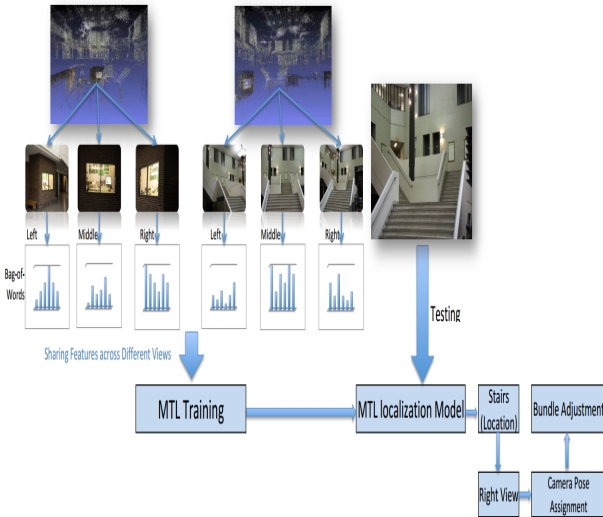 Left
Middle
Right
Left
Middle
Right
Bag-of-
Words
Testing
Sharing Features across Different Views
MTL Training
MTL localization Model
Stairs
(Location)
Bundle Adjustment
Right View
Camera Pose
Assignment